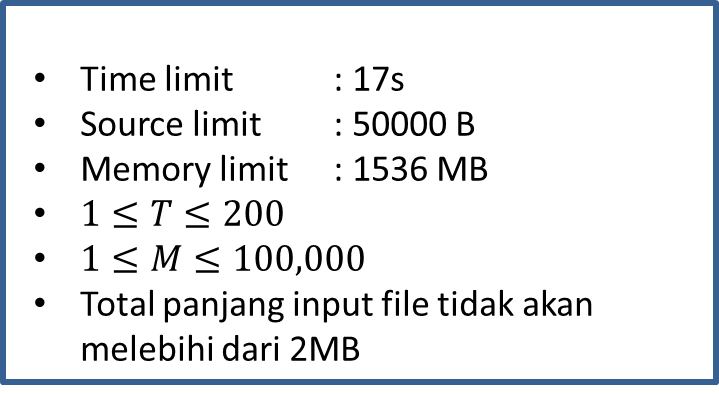 • Time limit : 17s
• Source limit : 50000 B
• Memory limit : 1536 MB
• 1 ≤ T ≤ 200
• 1 ≤ M ≤ 100,000
• Total panjang input file tidak akan
melebihi dari 2MB